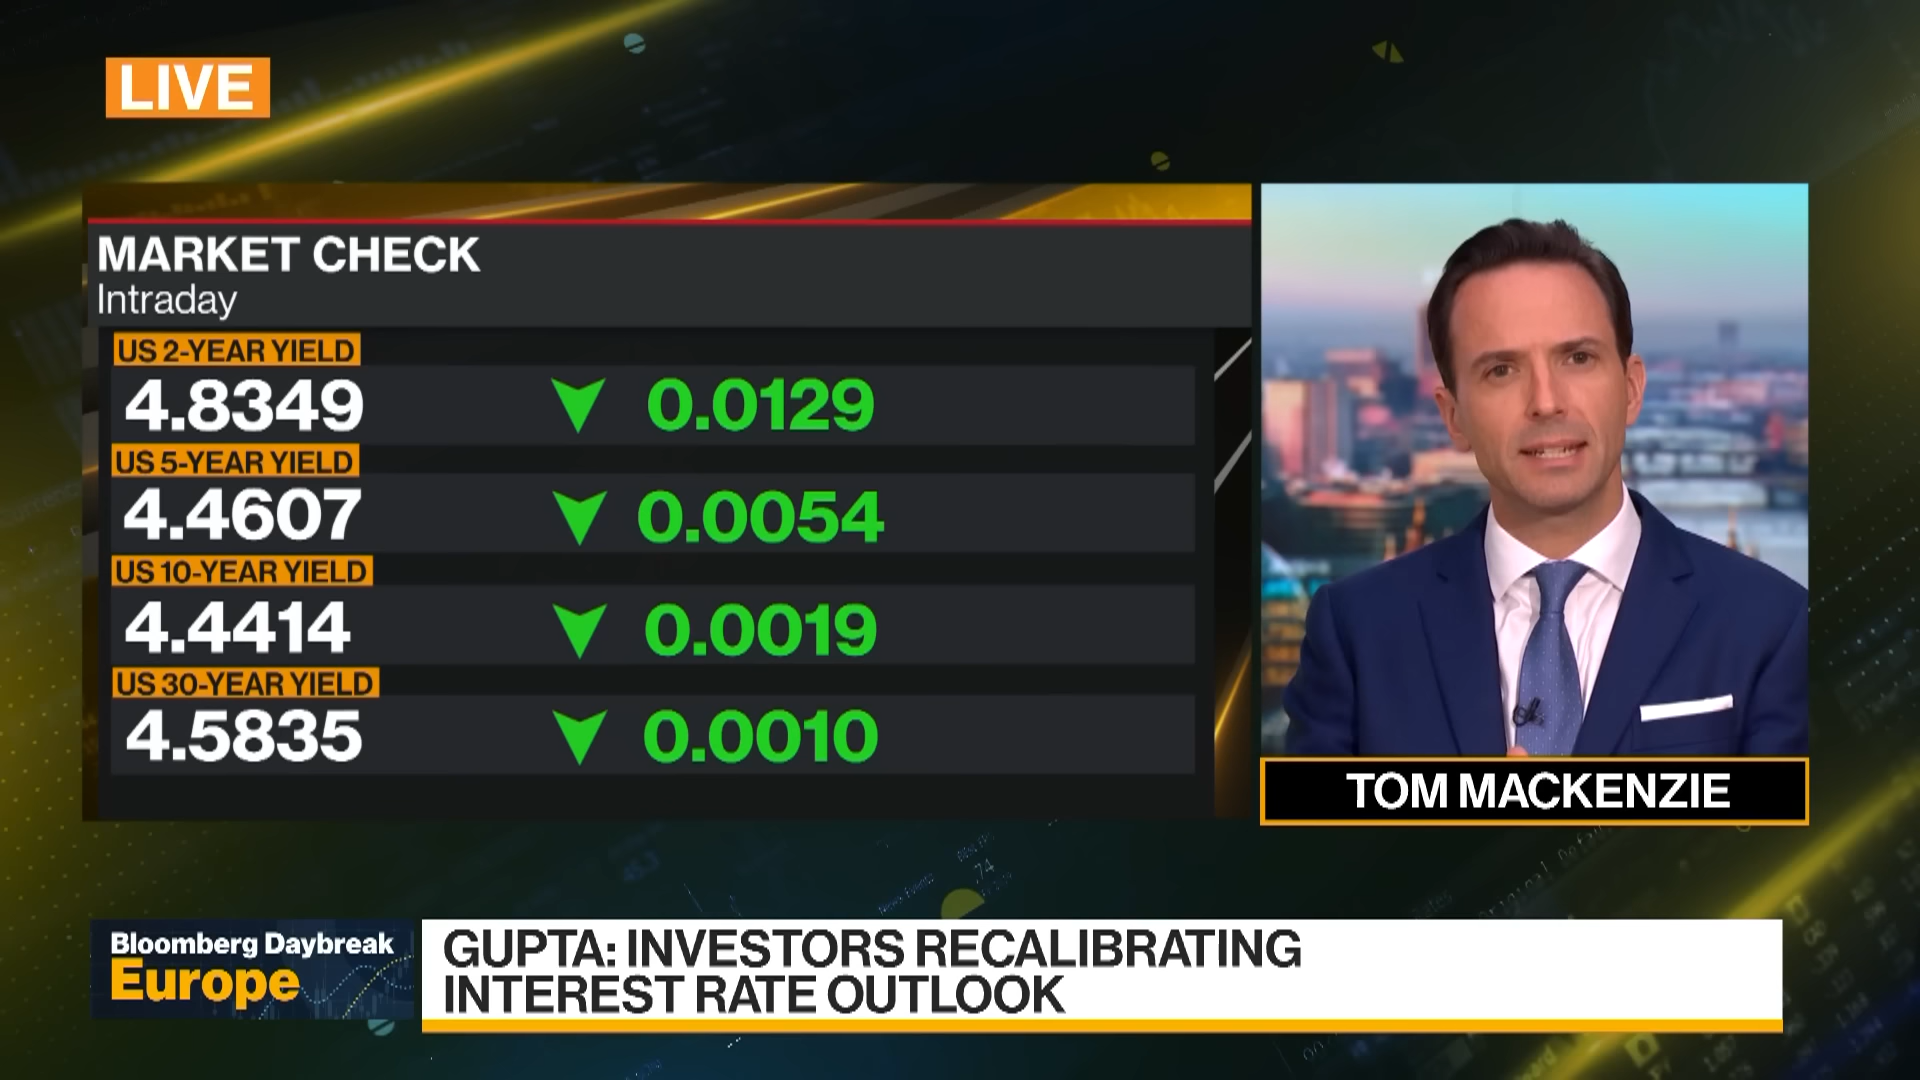 LIVE
MARKET CHECK
Intraday
US 2-YEAR YIELD
4.8349 ▼ 0.0129
US 5-YEAR YIELD
4.4607 ▼ 0.0054
US 10-YEAR YIELD
4.4414 ▼ 0.0019
US 30-YEAR YIELD
4.5835 ▼ 0.0010
TOM MACKENZIE
Bloomberg Daybreak
Europe
GUPTA: INVESTORS RECALIBRATING
INTEREST RATE OUTLOOK